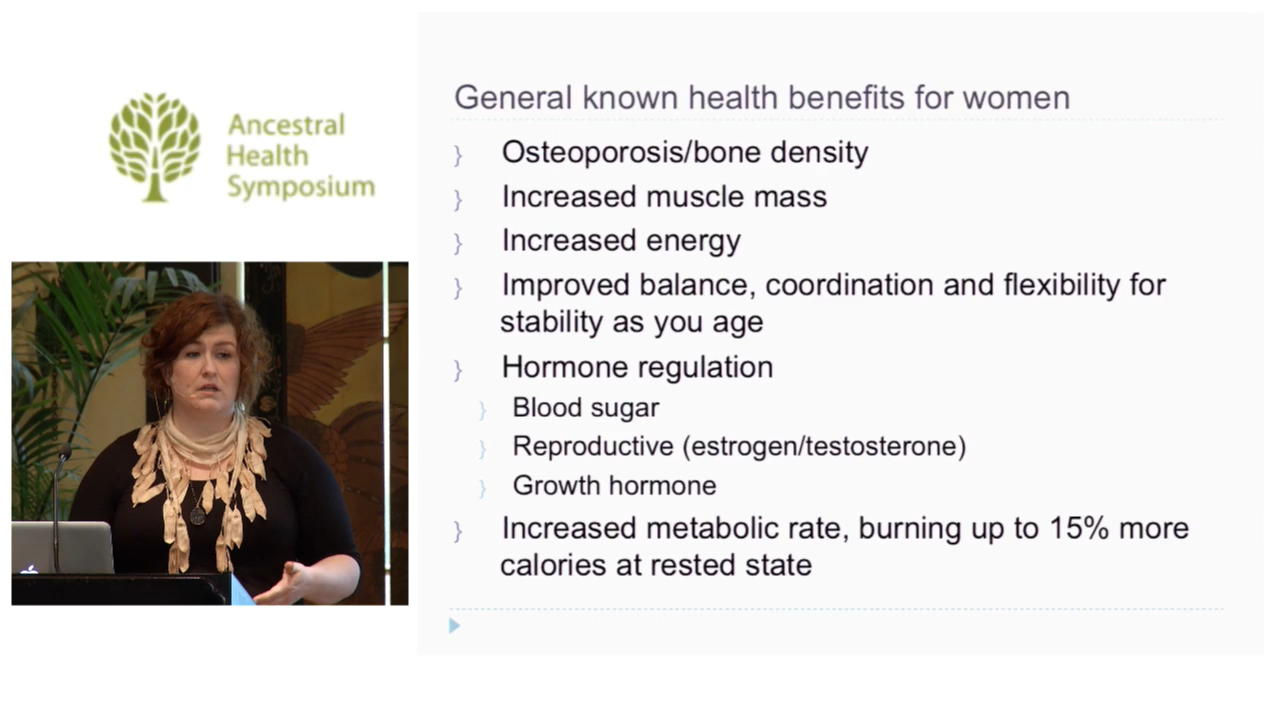 Ancestral
Health
Symposium
General known health benefits for women
} Osteoporosis/bone density
} Increased muscle mass
} Increased energy
} Improved balance, coordination and flexibility for
stability as you age
} Hormone regulation
} Blood sugar
} Reproductive (estrogen/testosterone)
} Growth hormone
} Increased metabolic rate, burning up to 15% more
calories at rested state